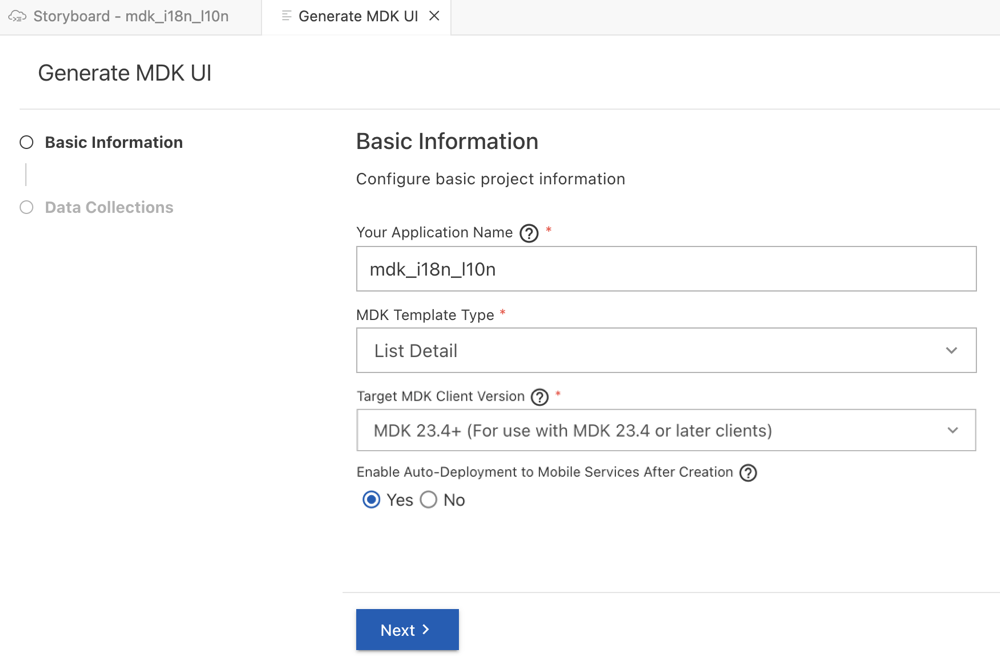 Storyboard - mdk_i18n_l10n
Generate MDK UI
Generate MDK UI
Basic Information
Data Collections
Basic Information
Configure basic project information
Your Application Name ? *
mdk_i18n_l10n
MDK Template Type *
List Detail
Target MDK Client Version ? *
MDK 23.4+ (For use with MDK 23.4 or later clients)
Enable Auto-Deployment to Mobile Services After Creation ?
Yes No
Next